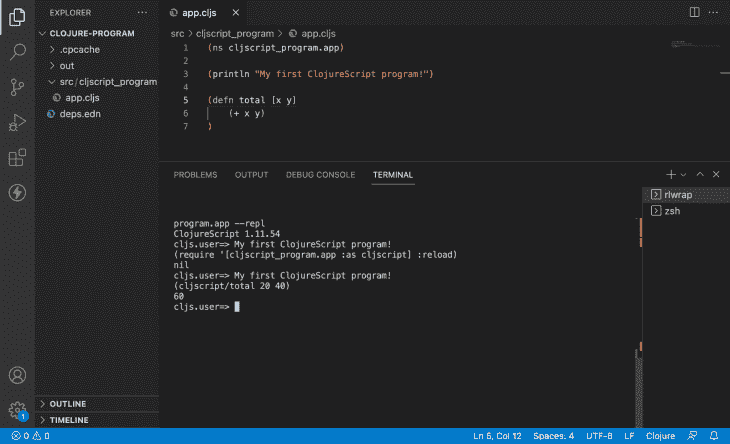 EXPLORER
app.cljs
CLOJURE-PROGRAM
.cpcache
out
src/cljscript_program
app.cljs
deps.edn
src > cljscript_program > app.cljs
1 (ns cljscript_program.app)
2
3 (println "My first ClojureScript program!")
4
5 (defn total [x y]
6 (+ x y)
7 )
PROBLEMS OUTPUT DEBUG CONSOLE TERMINAL
program.app --repl
ClojureScript 1.11.54
cljs.user=> My first ClojureScript program!
(require '[cljscript_program.app :as cljscript] :reload)
nil
cljs.user=> My first ClojureScript program!
(cljscript/total 20 40)
60
cljs.user=>
rlwrap
zsh
OUTLINE
TIMELINE
1
0 0
Ln 5, Col 12 Spaces: 4 UTF-8 LF Clojure